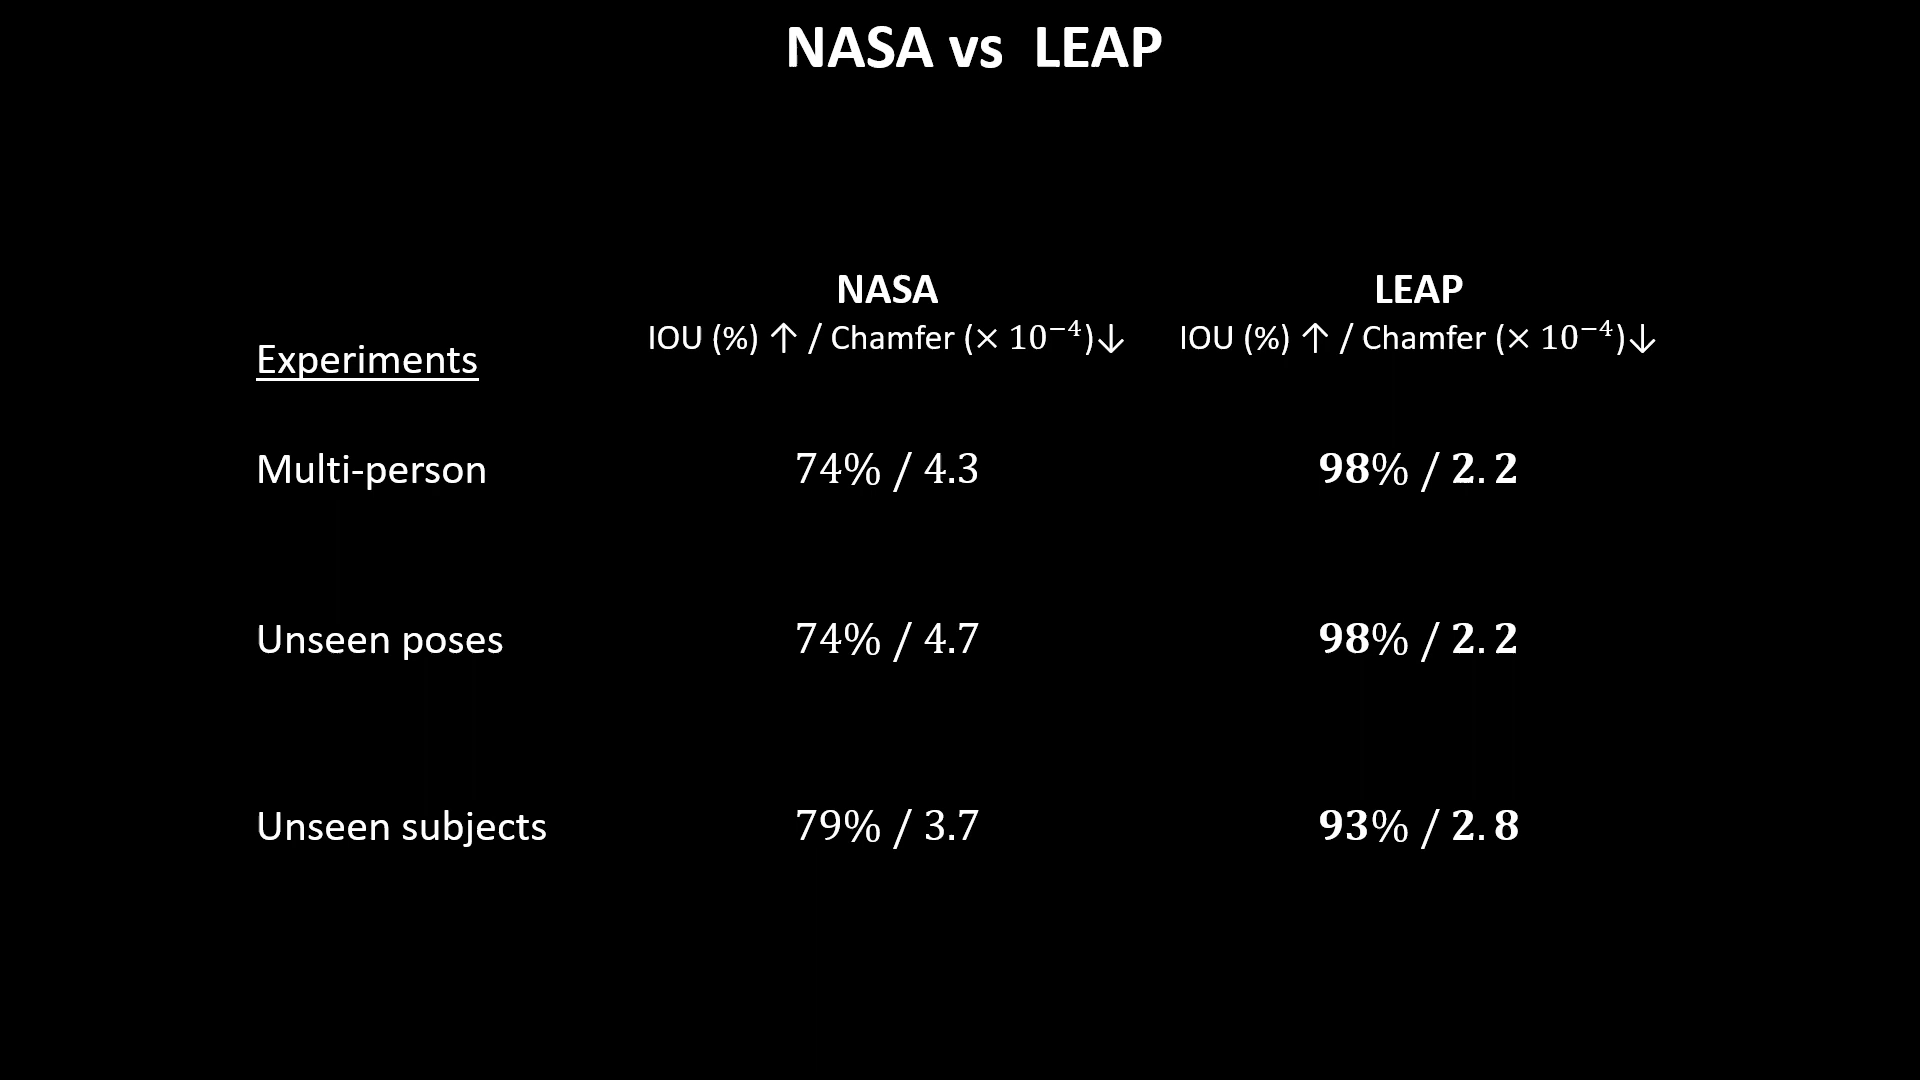 NASA vs LEAP
NASA LEAP
IOU (%) ↑ / Chamfer (× 10⁻⁴)↓ IOU (%) ↑ / Chamfer (× 10⁻⁴)↓
Experiments
Multi-person 74% / 4.3 98% / 2.2
Unseen poses 74% / 4.7 98% / 2.2
Unseen subjects 79% / 3.7 93% / 2.8